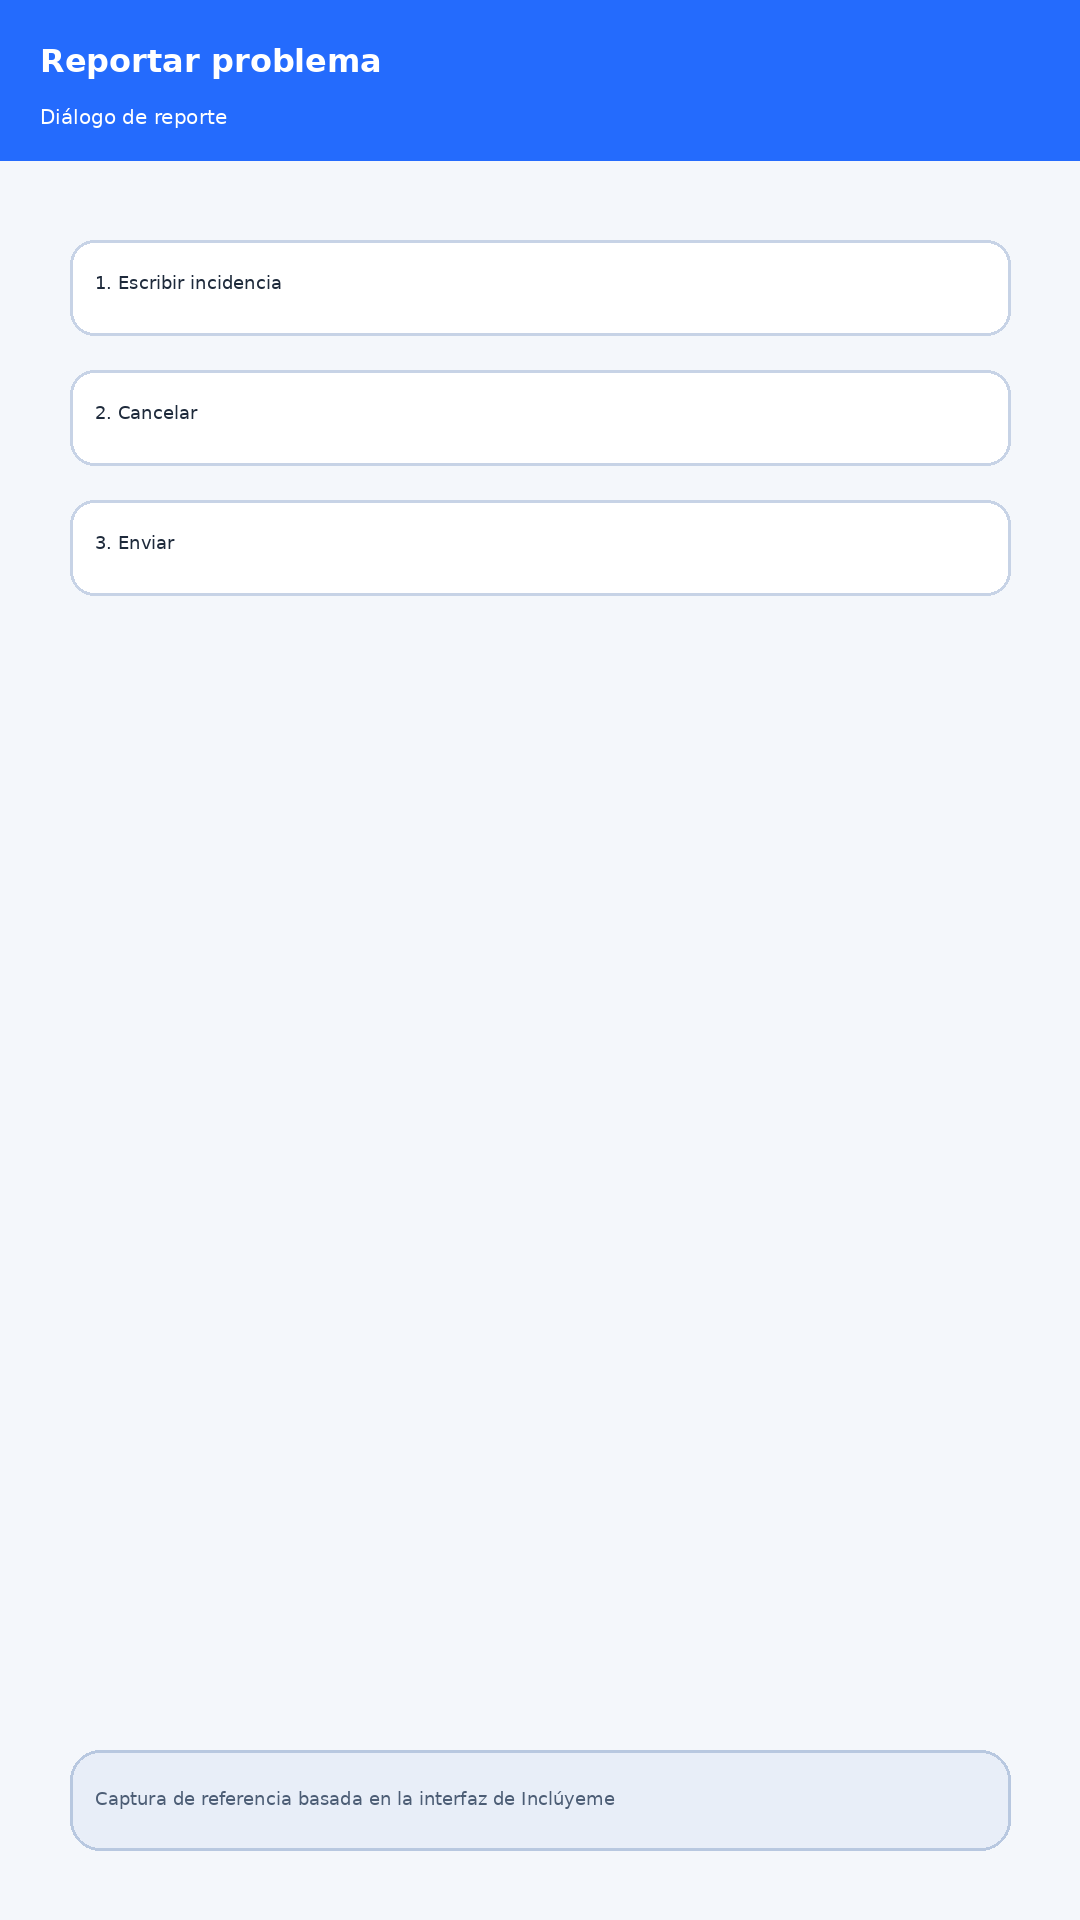 Reportar problema
Diálogo de reporte
1. Escribir incidencia
2. Cancelar
3. Enviar
Captura de referencia basada en la interfaz de Inclúyeme